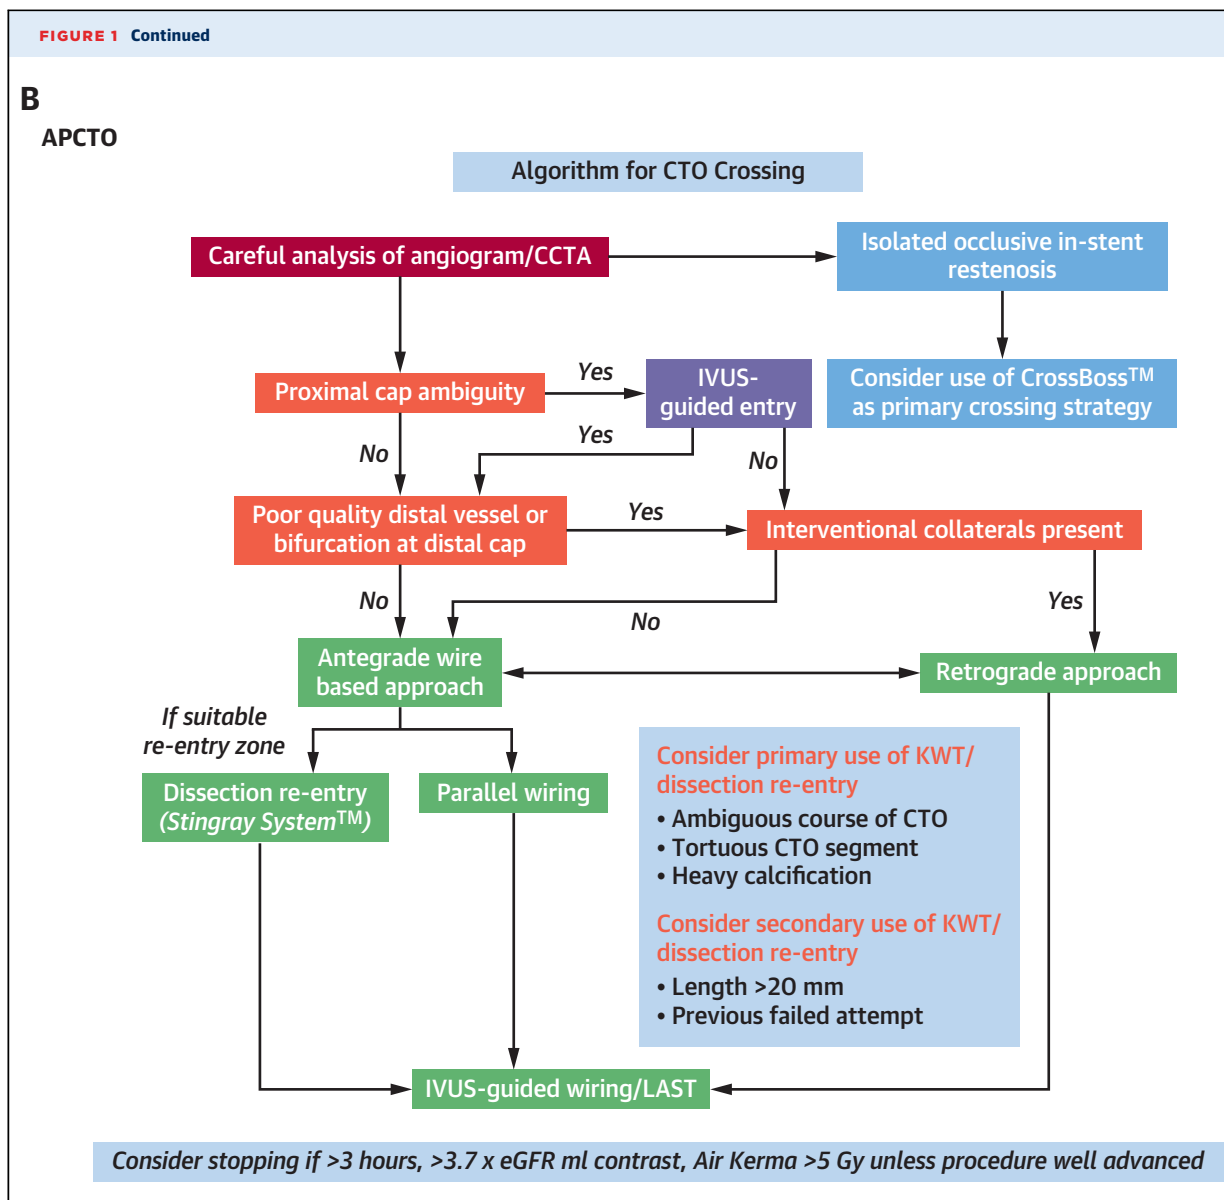 FIGURE 1 Continued
B
APCTO
Algorithm for CTO Crossing
Careful analysis of angiogram/CCTA
Isolated occlusive in-stent
restenosis
Proximal cap ambiguity
Yes
IVUS-
guided entry
Consider use of CrossBoss™
as primary crossing strategy
Yes
No
No
Poor quality distal vessel or
bifurcation at distal cap
Yes
Interventional collaterals present
No
No
Yes
Antegrade wire
based approach
Retrograde approach
If suitable
re-entry zone
Dissection re-entry
(Stingray System™)
Parallel wiring
Consider primary use of KWT/
dissection re-entry
• Ambiguous course of CTO
• Tortuous CTO segment
• Heavy calcification
Consider secondary use of KWT/
dissection re-entry
• Length >20 mm
• Previous failed attempt
IVUS-guided wiring/LAST
Consider stopping if >3 hours, >3.7 x eGFR ml contrast, Air Kerma >5 Gy unless procedure well advanced